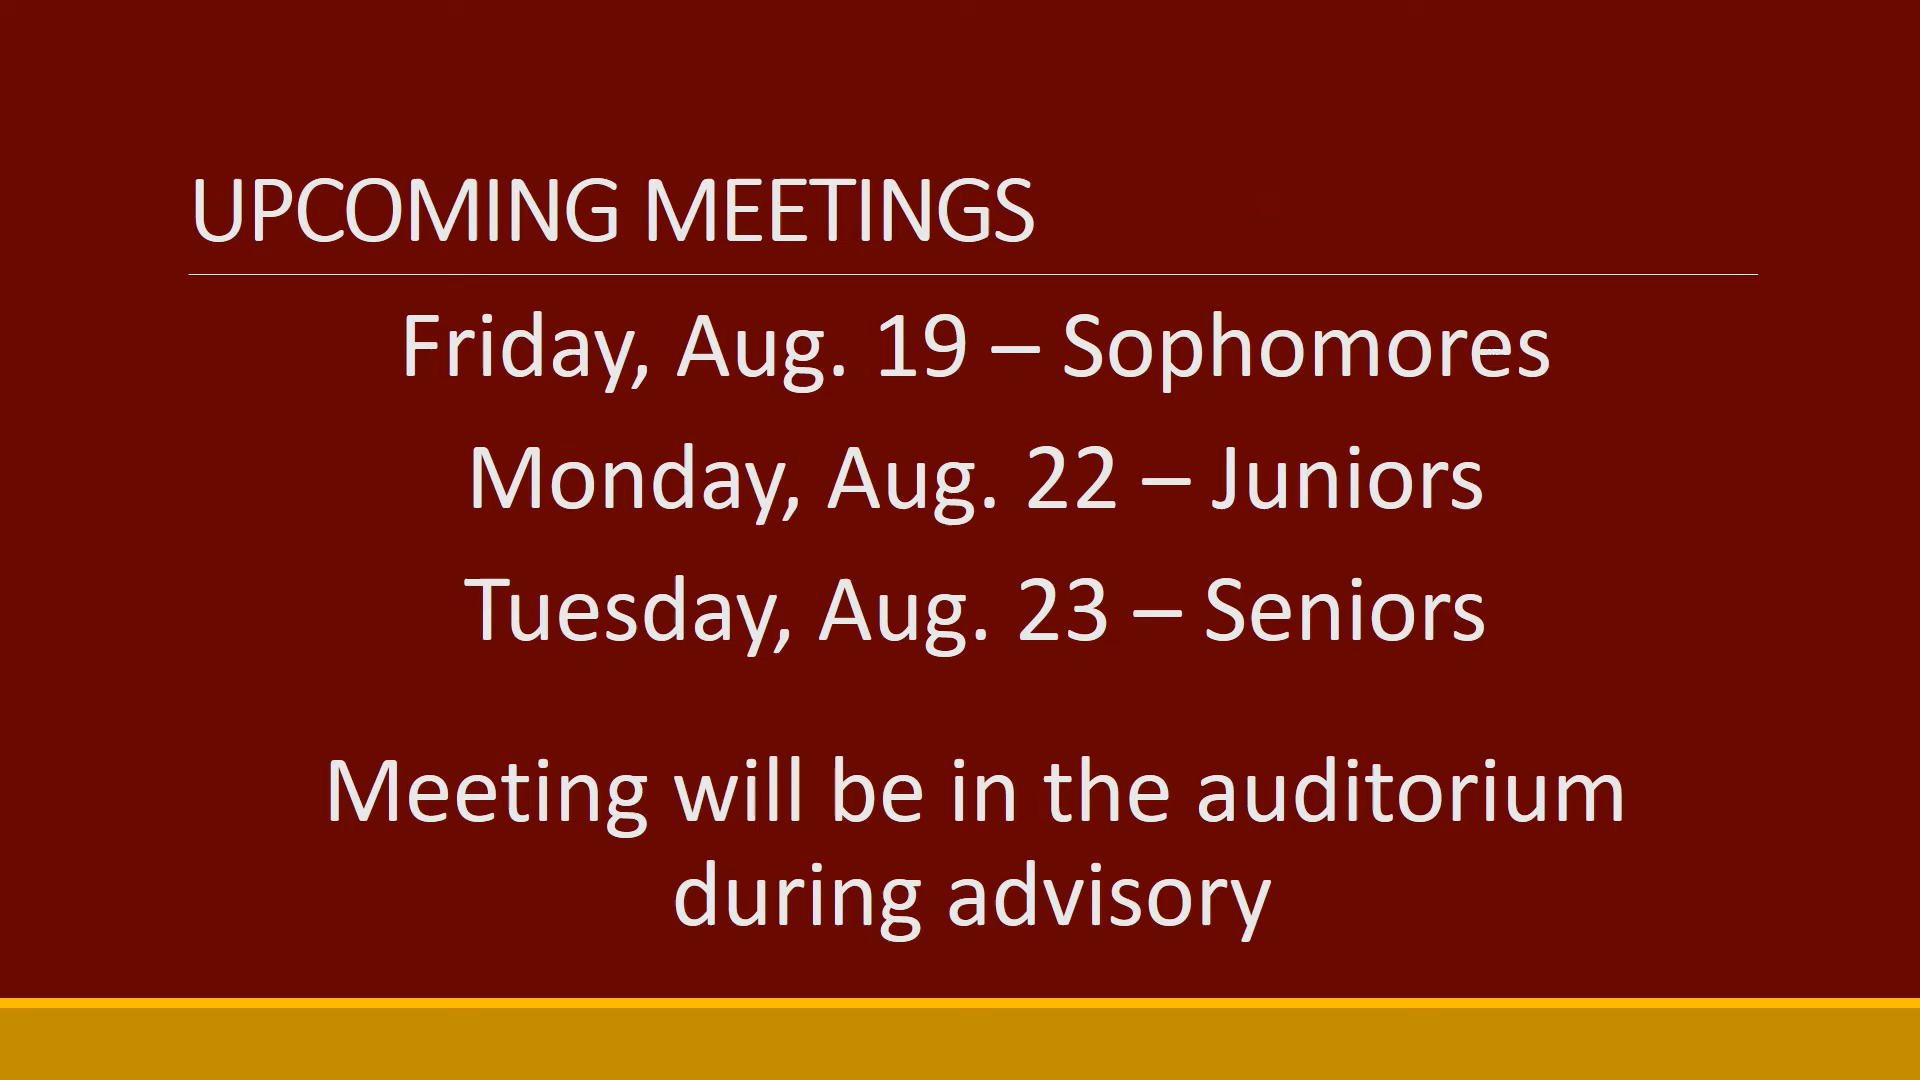 UPCOMING MEETINGS
Friday, Aug. 19 – Sophomores
Monday, Aug. 22 – Juniors
Tuesday, Aug. 23 – Seniors
Meeting will be in the auditorium
during advisory